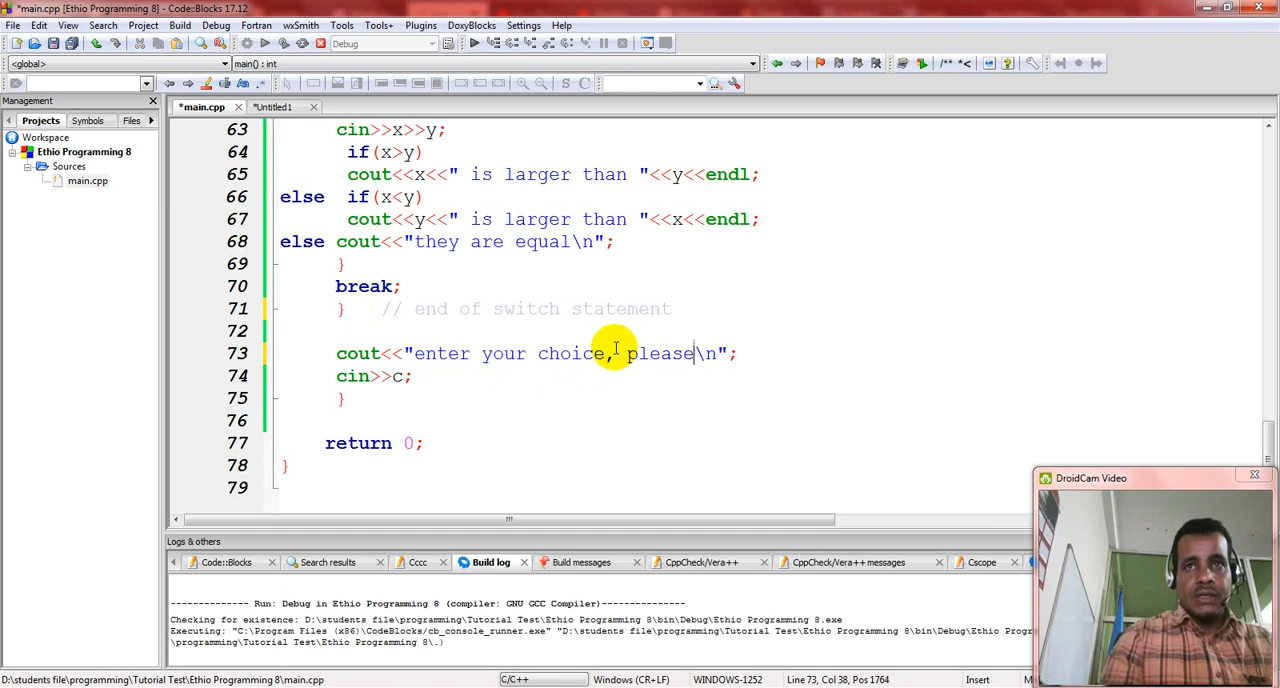 *main.cpp [Ethio Programming 8] - Code::Blocks 17.12
File Edit View Search Project Build Debug Fortran wxSmith Tools Tools+ Plugins DoxyBlocks Settings Help
Debug
<global> main() : int
/** *<
S C
Management
*main.cpp *Untitled1
Projects Symbols Files
Workspace
Ethio Programming 8
Sources
main.cpp
63 cin>>x>>y;
64 if(x>y)
65 cout<<x<<" is larger than "<<y<<endl;
66 else if(x<y)
67 cout<<y<<" is larger than "<<x<<endl;
68 else cout<<"they are equal\n";
69 }
70 break;
71 } // end of switch statement
72
73 cout<<"enter your choice, please\n";
74 cin>>c;
75 }
76
77 return 0;
78 }
79
DroidCam Video
Logs & others
Code::Blocks Search results Cccc Build log Build messages CppCheck/Vera++ CppCheck/Vera++ messages Cscope
-------------- Run: Debug in Ethio Programming 8 (compiler: GNU GCC Compiler)---------------
Checking for existence: D:\students file\programming\Tutorial Test\Ethio Programming 8\bin\Debug\Ethio Programming 8.exe
Executing: "C:\Program Files (x86)\CodeBlocks/cb_console_runner.exe" "D:\students file\programming\Tutorial Test\Ethio Programming 8\bin\Debug\Ethio
\programming\Tutorial Test\Ethio Programming 8\.)
D:\students file\programming\Tutorial Test\Ethio Programming 8\main.cpp C/C++ Windows (CR+LF) WINDOWS-1252 Line 73, Col 38, Pos 1764 Insert